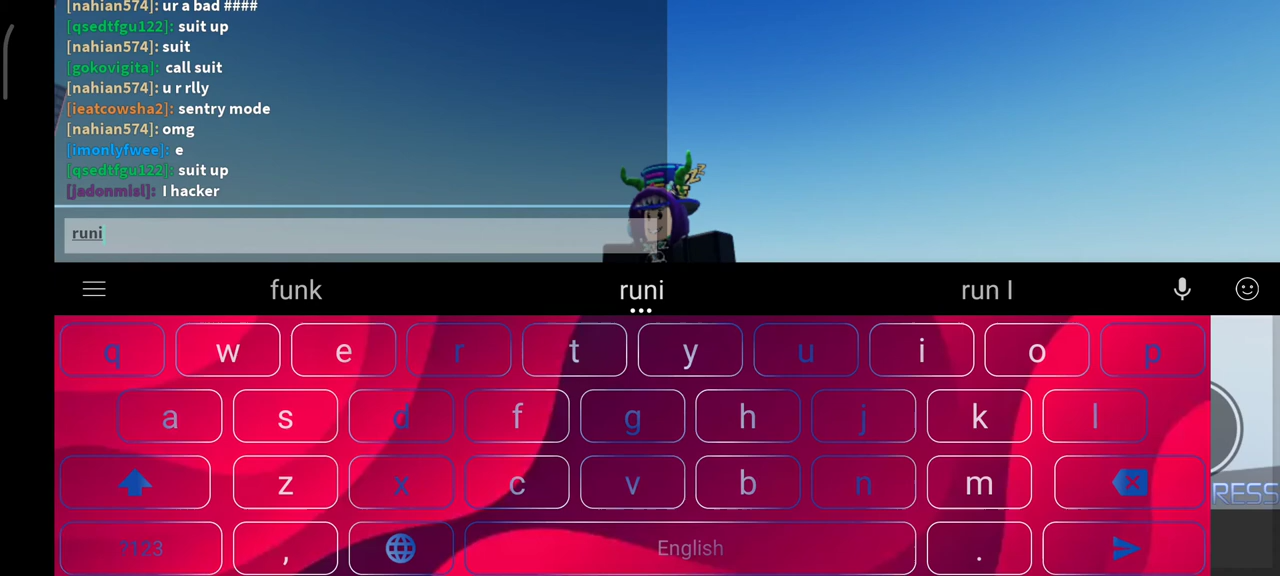 [nahian574]: ur a bad ####
[qsedtfgu122]: suit up
[nahian574]: suit
[gokovigita]: call suit
[nahian574]: u r rlly
[ieatcowsha2]: sentry mode
[nahian574]: omg
[imonlyfwee]: e
[qsedtfgu122]: suit up
[jadonmisl]: I hacker
runi
funk runi run I
q w e r t y u i o p
a s d f g h j k l
z x c v b n m
RESS
?123 , English .